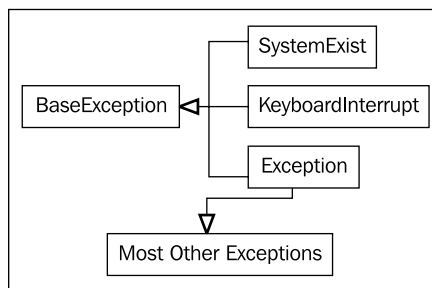 SystemExist
BaseException
KeyboardInterrupt
Exception
Most Other Exceptions